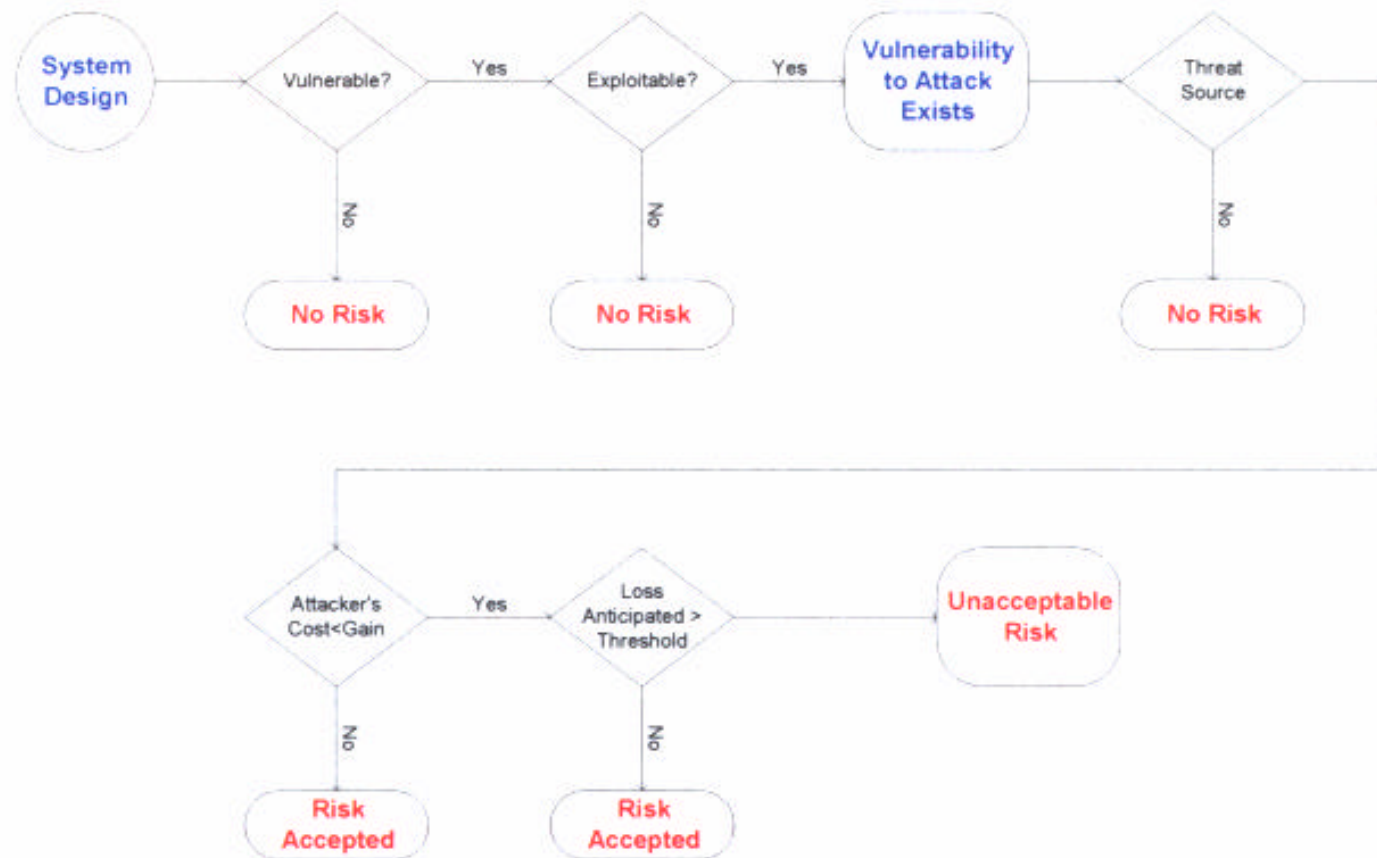 System
Design
Vulnerable?
Yes
Exploitable?
Yes
Vulnerability
to Attack
Exists
Threat
Source
No
No
No
No Risk
No Risk
No Risk
Attacker's
Cost<Gain
Yes
Loss
Anticipated >
Threshold
Unacceptable
Risk
No
No
Risk
Accepted
Risk
Accepted